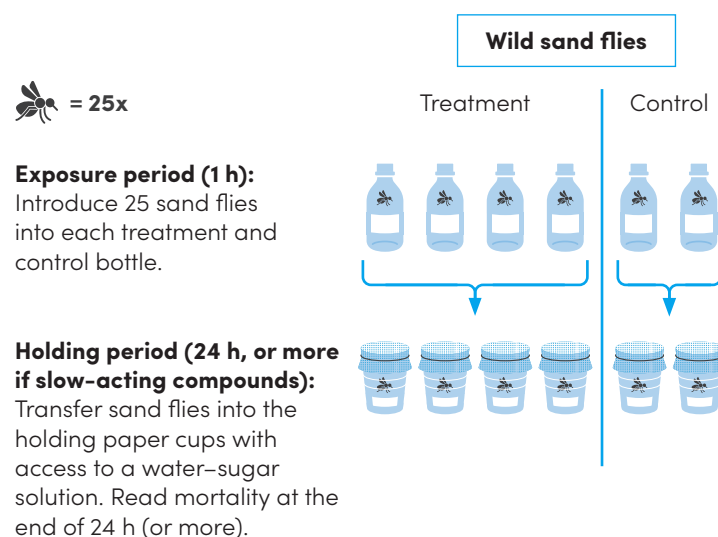 Wild sand flies
= 25x
Treatment
Control
Exposure period (1 h):
Introduce 25 sand flies
into each treatment and
control bottle.
Holding period (24 h, or more
if slow-acting compounds):
Transfer sand flies into the
holding paper cups with
access to a water–sugar
solution. Read mortality at the
end of 24 h (or more).